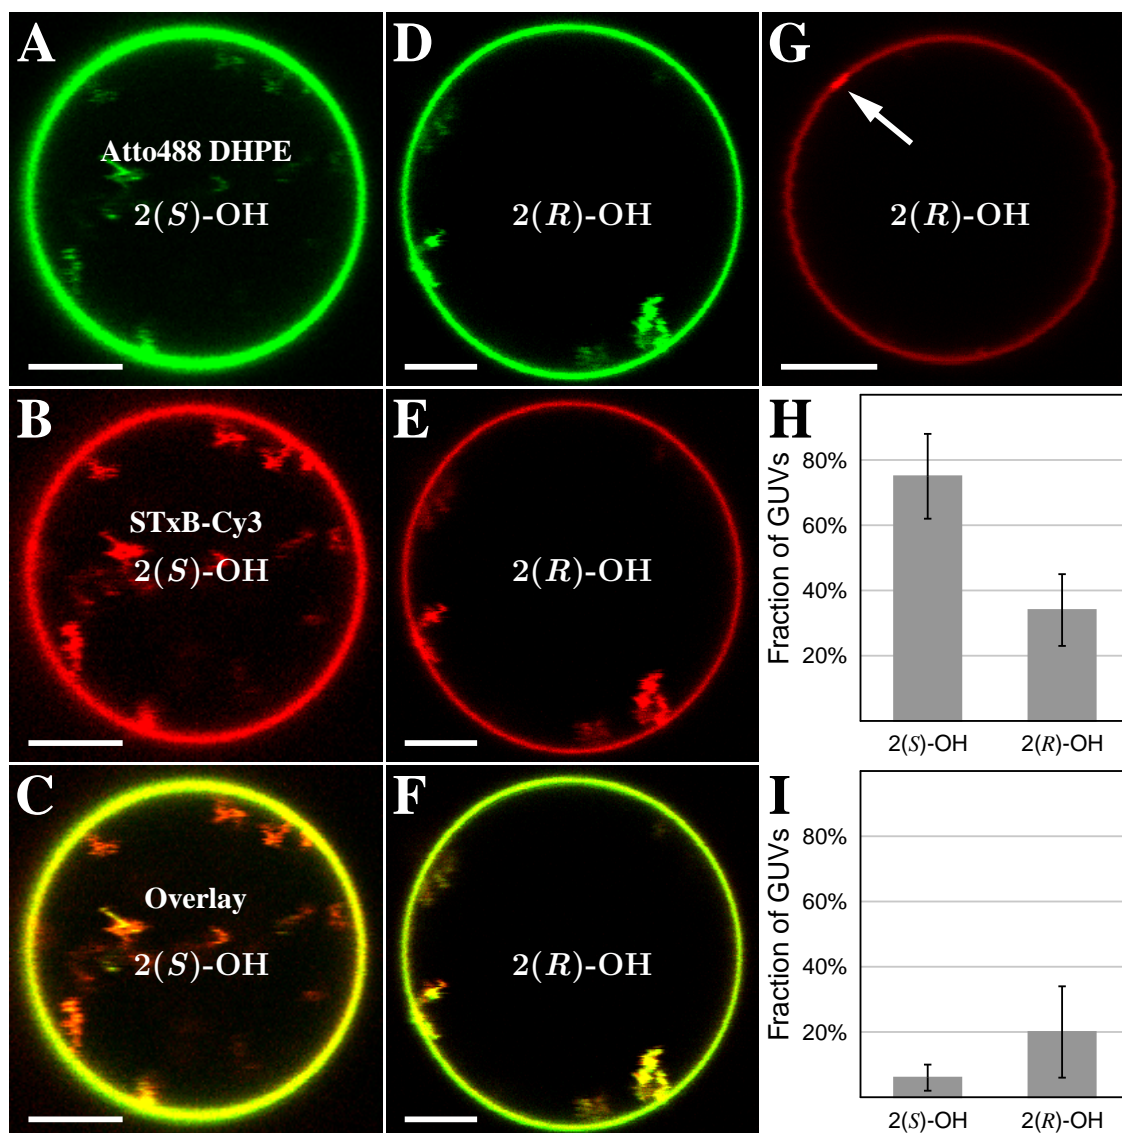 A
Atto488 DHPE
2(S)-OH
D
2(R)-OH
G
2(R)-OH
B
STxB-Cy3
2(S)-OH
E
2(R)-OH
H
Fraction of GUVs
80%
60%
40%
20%
2(S)-OH
2(R)-OH
C
Overlay
2(S)-OH
F
2(R)-OH
I
Fraction of GUVs
80%
60%
40%
20%
2(S)-OH
2(R)-OH